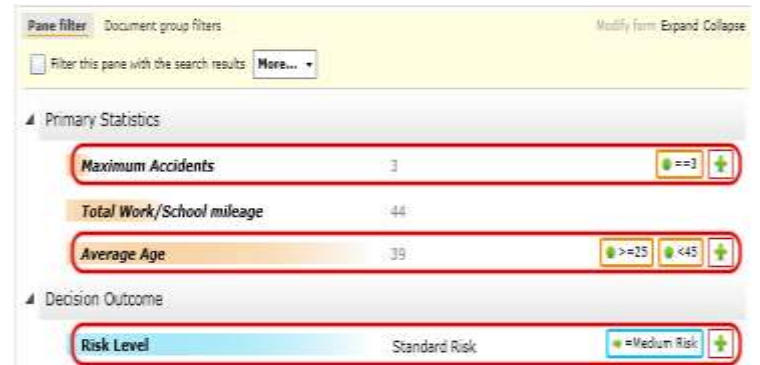 Pane filter Document group filters Modify form Expand Collapse
Filter this pane with the search results More...
Primary Statistics
Maximum Accidents 3 ==3
Total Work/School mileage 44
Average Age 39 >=25 <45
Decision Outcome
Risk Level Standard Risk =Medium Risk